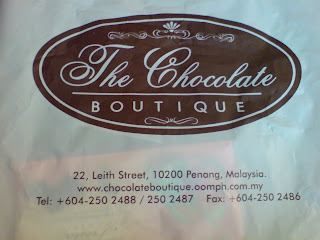 The Chocolate
BOUTIQUE
22, Leith Street, 10200 Penang, Malaysia.
www.chocolateboutique.oomph.com.my
Tel: +604-250 2488 / 250 2487 Fax: +604-250 2486